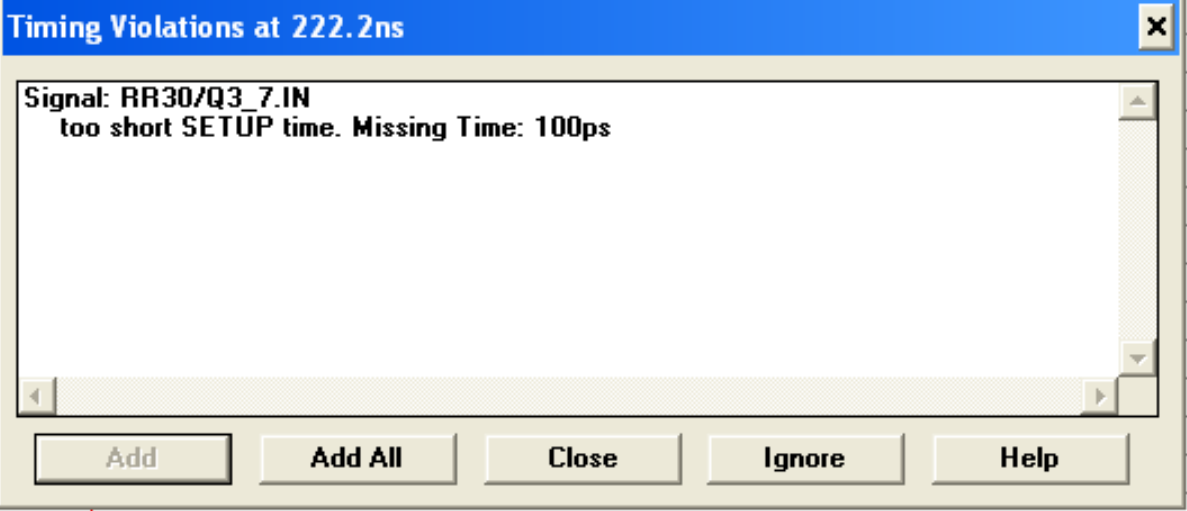 Timing Violations at 222.2ns
Signal: RR30/Q3_7.IN
too short SETUP time. Missing Time: 100ps
Add
Add All
Close
Ignore
Help